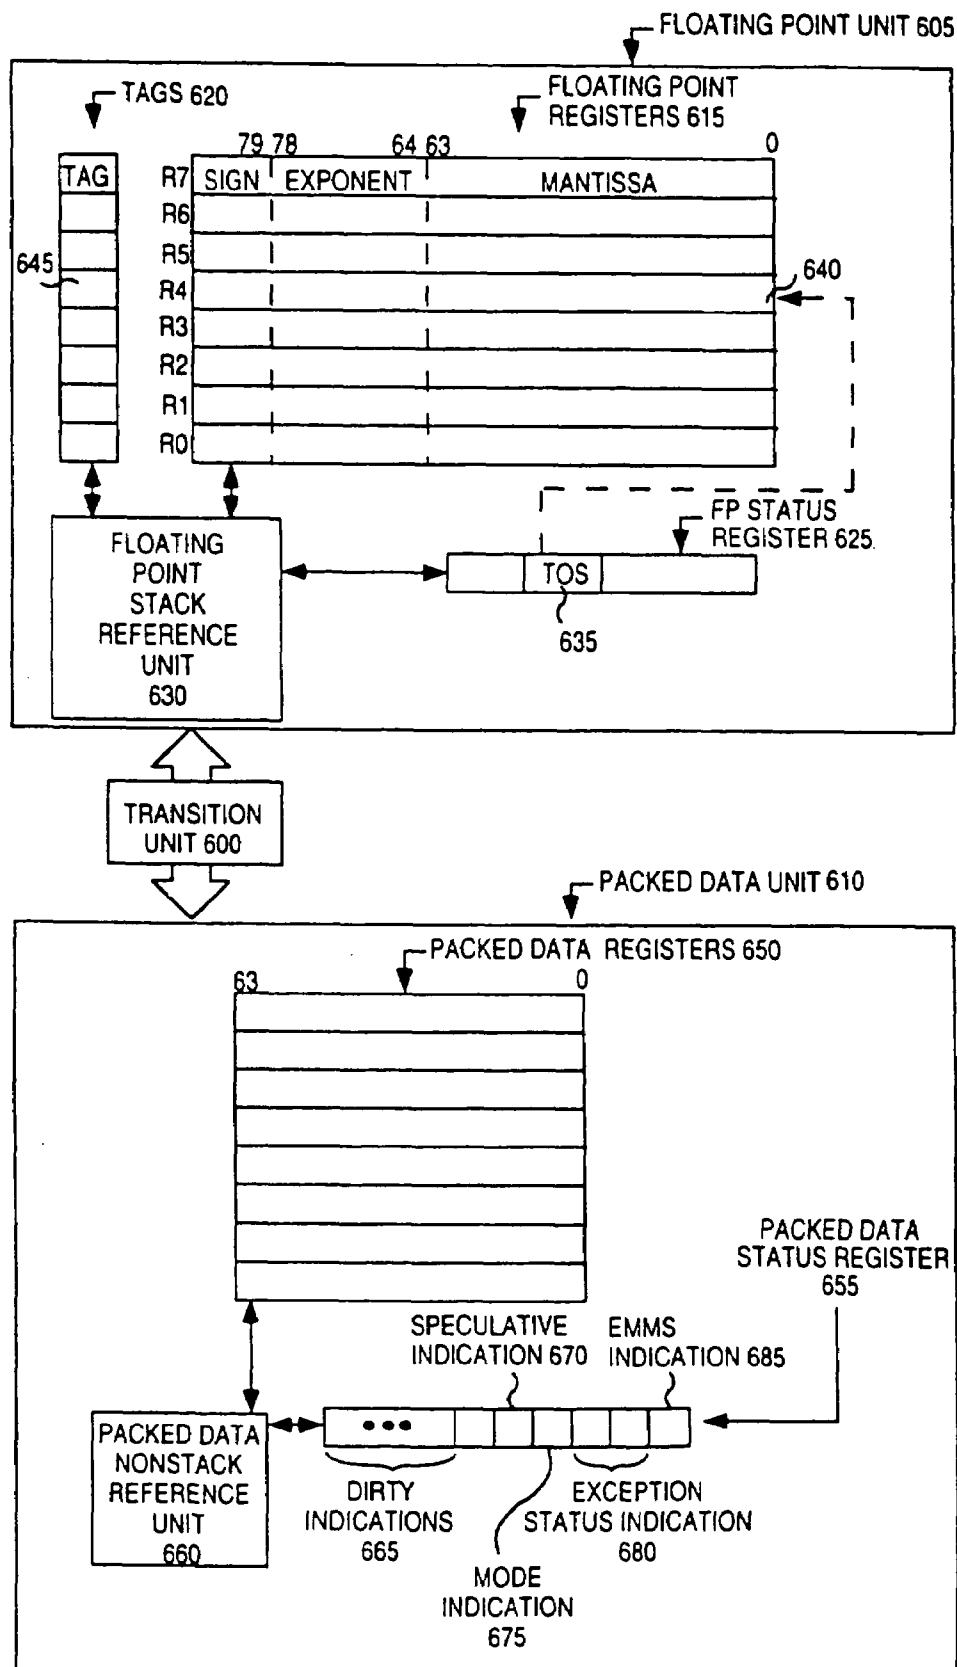 FLOATING POINT UNIT 605
TAGS 620
FLOATING POINT
REGISTERS 615
79 78 64 63 0
TAG R7 SIGN EXPONENT MANTISSA
R6
R5
645
640
R4
R3
R2
R1
R0
FP STATUS
REGISTER 625.
FLOATING
POINT
STACK
REFERENCE
UNIT
630
TOS
635
TRANSITION
UNIT 600
PACKED DATA UNIT 610
PACKED DATA REGISTERS 650
63 0
PACKED DATA
STATUS REGISTER
655
SPECULATIVE
INDICATION 670
EMMS
INDICATION 685
PACKED DATA
NONSTACK
REFERENCE
UNIT
660
DIRTY
INDICATIONS
665
EXCEPTION
STATUS INDICATION
680
MODE
INDICATION
675